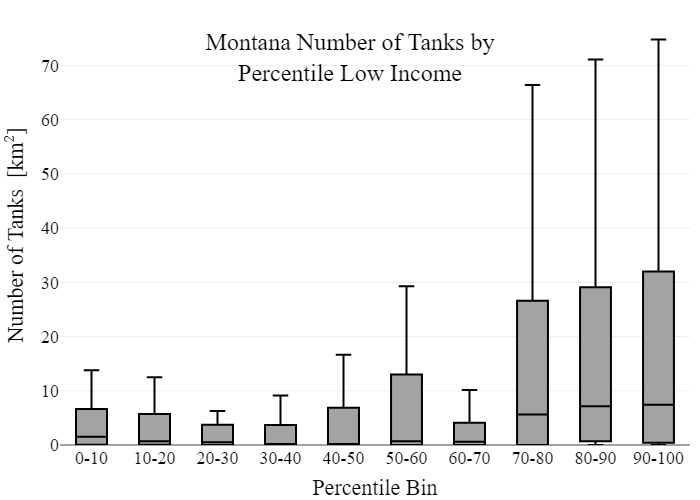 Montana Number of Tanks by
Percentile Low Income
Number of Tanks [km²]
70
60
50
40
30
20
10
0
0-10 10-20 20-30 30-40 40-50 50-60 60-70 70-80 80-90 90-100
Percentile Bin